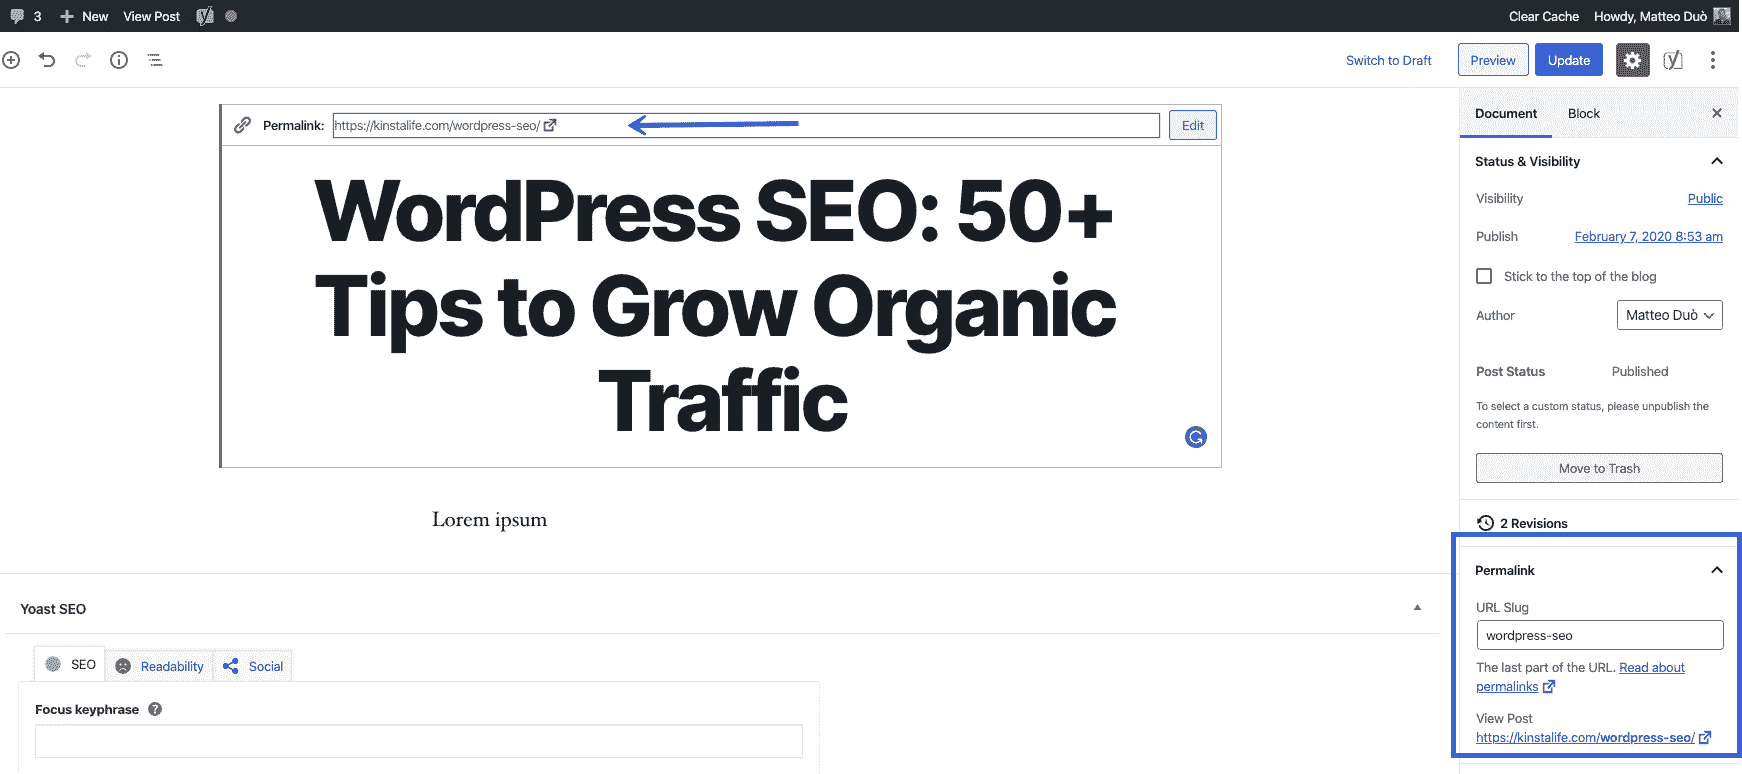 3 New View Post Clear Cache Howdy, Matteo Duò
Switch to Draft Preview Update
Permalink: https://kinstalife.com/wordpress-seo/ Edit
WordPress SEO: 50+
Tips to Grow Organic
Traffic
Lorem ipsum
Yoast SEO
SEO Readability Social
Focus keyphrase ?
Document Block
Status & Visibility
Visibility Public
Publish February 7, 2020 8:53 am
Stick to the top of the blog
Author Matteo Duò
Post Status Published
To select a custom status, please unpublish the
content first.
Move to Trash
2 Revisions
Permalink
URL Slug
wordpress-seo
The last part of the URL. Read about
permalinks
View Post
https://kinstalife.com/wordpress-seo/